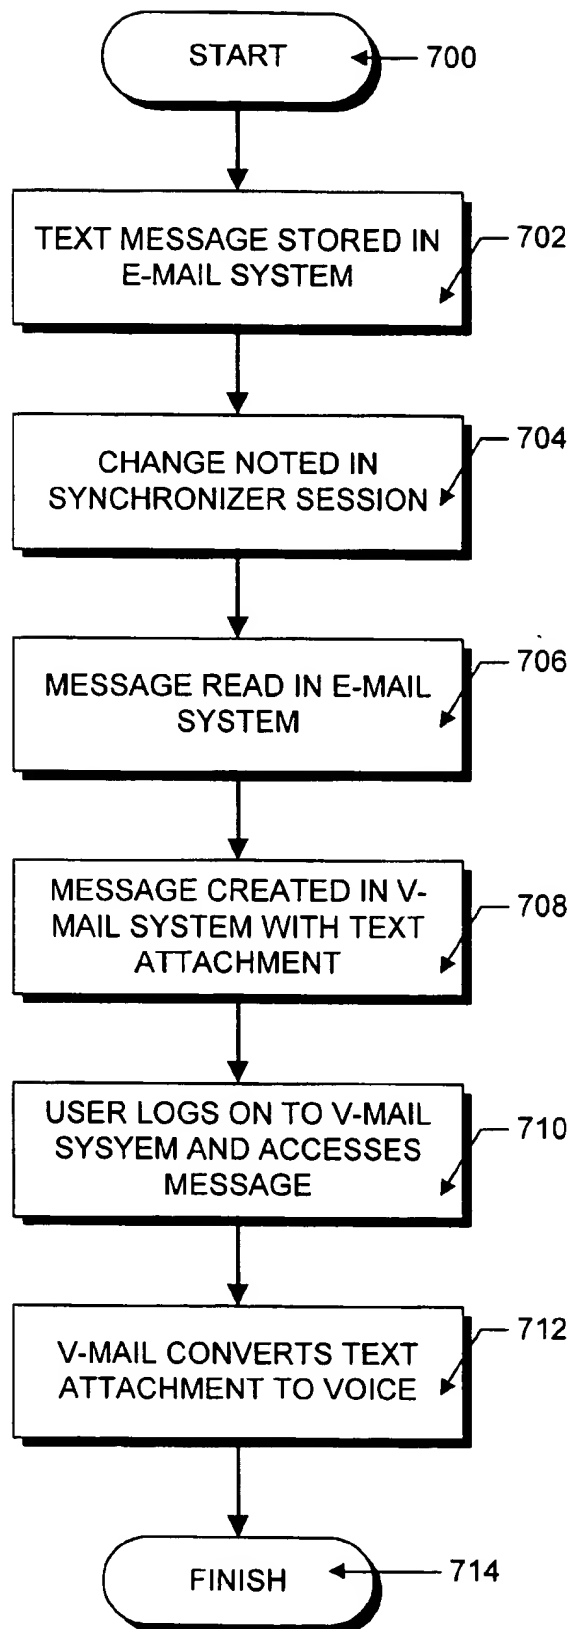 START
700
TEXT MESSAGE STORED IN
E-MAIL SYSTEM
702
CHANGE NOTED IN
SYNCHRONIZER SESSION
704
MESSAGE READ IN E-MAIL
SYSTEM
706
MESSAGE CREATED IN V-
MAIL SYSTEM WITH TEXT
ATTACHMENT
708
USER LOGS ON TO V-MAIL
SYSYEM AND ACCESSES
MESSAGE
710
V-MAIL CONVERTS TEXT
ATTACHMENT TO VOICE
712
FINISH
714